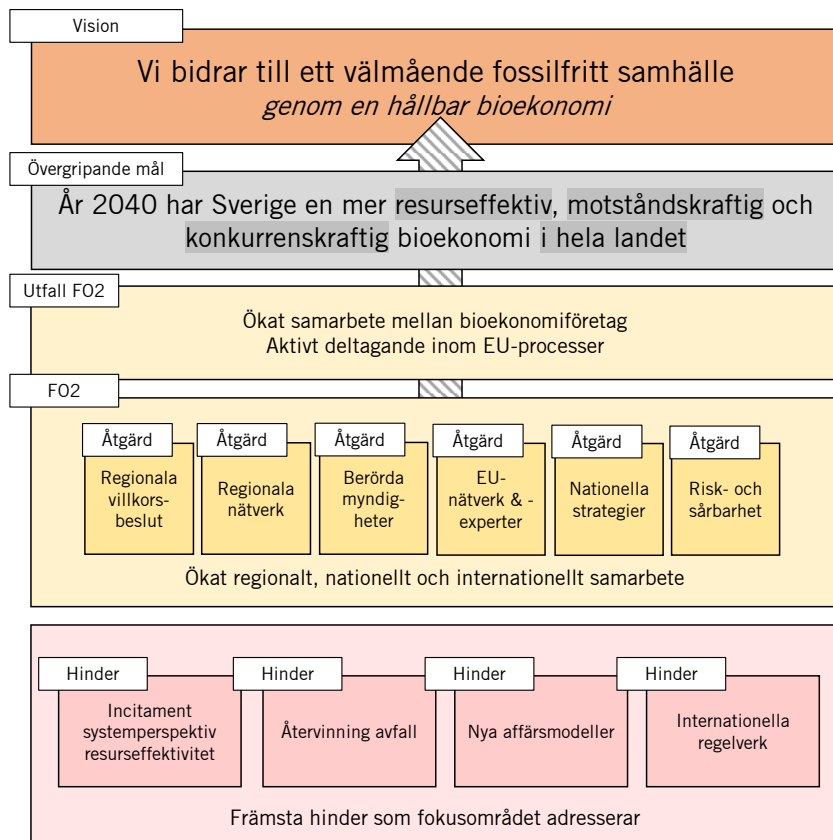 Vision
Vi bidrar till ett välmående fossilfritt samhälle
genom en hållbar bioekonomi
Övergripande mål
År 2040 har Sverige en mer resurseffektiv, motståndskraftig och
konkurrenskraftig bioekonomi i hela landet
Utfall FO2
Ökat samarbete mellan bioekonomiföretag
Aktivt deltagande inom EU-processer
FO2
Åtgärd
Regionala
villkors-
beslut
Åtgärd
Regionala
nätverk
Åtgärd
Berörda
myndig-
heter
Åtgärd
EU-
nätverk & -
experter
Åtgärd
Nationella
strategier
Åtgärd
Risk- och
sårbarhet
Ökat regionalt, nationellt och internationellt samarbete
Hinder
Incitament
systemperspektiv
resurseffektivitet
Hinder
Återvinning avfall
Hinder
Nya affärsmodeller
Hinder
Internationella
regelverk
Främsta hinder som fokusområdet adresserar